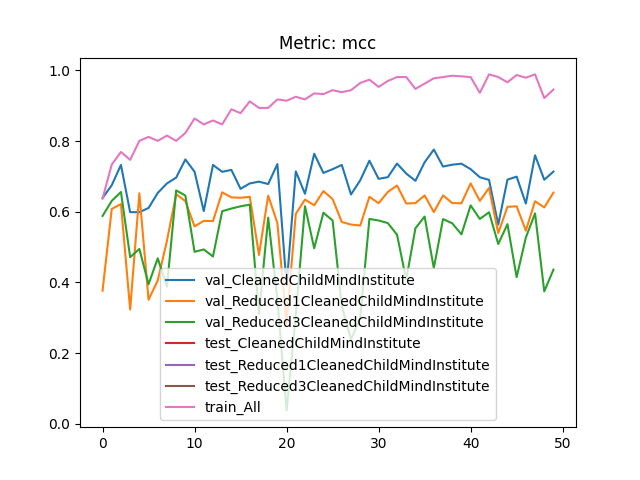 Metric: mcc
1.0
0.8
0.6
0.4
0.2
0.0
val_CleanedChildMindInstitute
val_Reduced1CleanedChildMindInstitute
val_Reduced3CleanedChildMindInstitute
test_CleanedChildMindInstitute
test_Reduced1CleanedChildMindInstitute
test_Reduced3CleanedChildMindInstitute
train_All
0 10 20 30 40 50